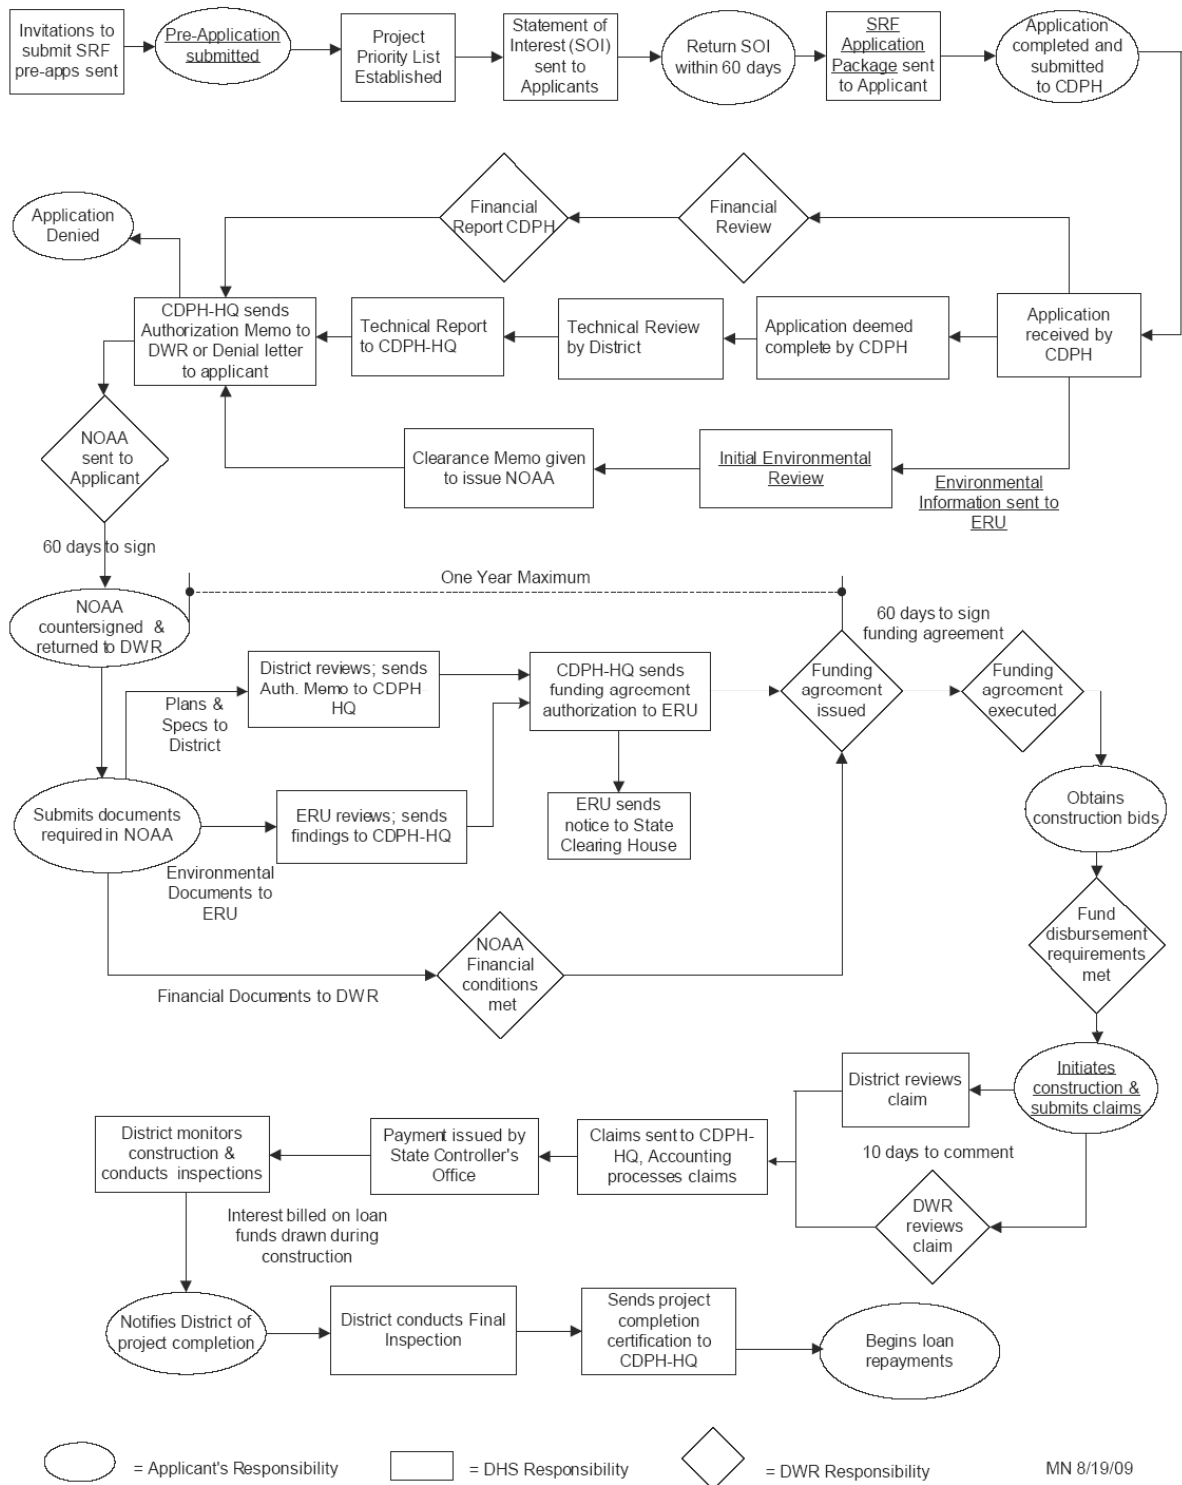 Invitations to
submit SRF
pre-apps sent
Pre-Application
submitted
Project
Priority List
Established
Statement of
Interest (SOI)
sent to
Applicants
Return SOI
within 60 days
SRF
Application
Package sent
to Applicant
Application
completed and
submitted
to CDPH
Application
Denied
Financial
Report CDPH
Financial
Review
CDPH-HQ sends
Authorization Memo to
DWR or Denial letter
to applicant
Technical Report
to CDPH-HQ
Technical Review
by District
Application deemed
complete by CDPH
Application
received by
CDPH
NOAA
sent to
Applicant
Clearance Memo given
to issue NOAA
Initial Environmental
Review
Environmental
Information sent to
ERU
60 days to sign
One Year Maximum
NOAA
countersigned &
returned to DWR
60 days to sign
funding agreement
District reviews; sends
Auth. Memo to CDPH-
HQ
CDPH-HQ sends
funding agreement
authorization to ERU
Funding
agreement
issued
Funding
agreement
executed
Plans &
Specs to
District
Submits documents
required in NOAA
ERU reviews; sends
findings to CDPH-HQ
ERU sends
notice to State
Clearing House
Obtains
construction bids
Environmental
Documents to
ERU
NOAA
Financial
conditions
met
Fund
disbursement
requirements
met
Financial Documents to DWR
Initiates
construction &
submits claims
District reviews
claim
10 days to comment
DWR
reviews
claim
Claims sent to CDPH-
HQ, Accounting
processes claims
Payment issued by
State Controller's
Office
District monitors
construction &
conducts inspections
Interest billed on loan
funds drawn during
construction
Notifies District of
project completion
District conducts Final
Inspection
Sends project
completion
certification to
CDPH-HQ
Begins loan
repayments
= Applicant's Responsibility
= DHS Responsibility
= DWR Responsibility
MN 8/19/09